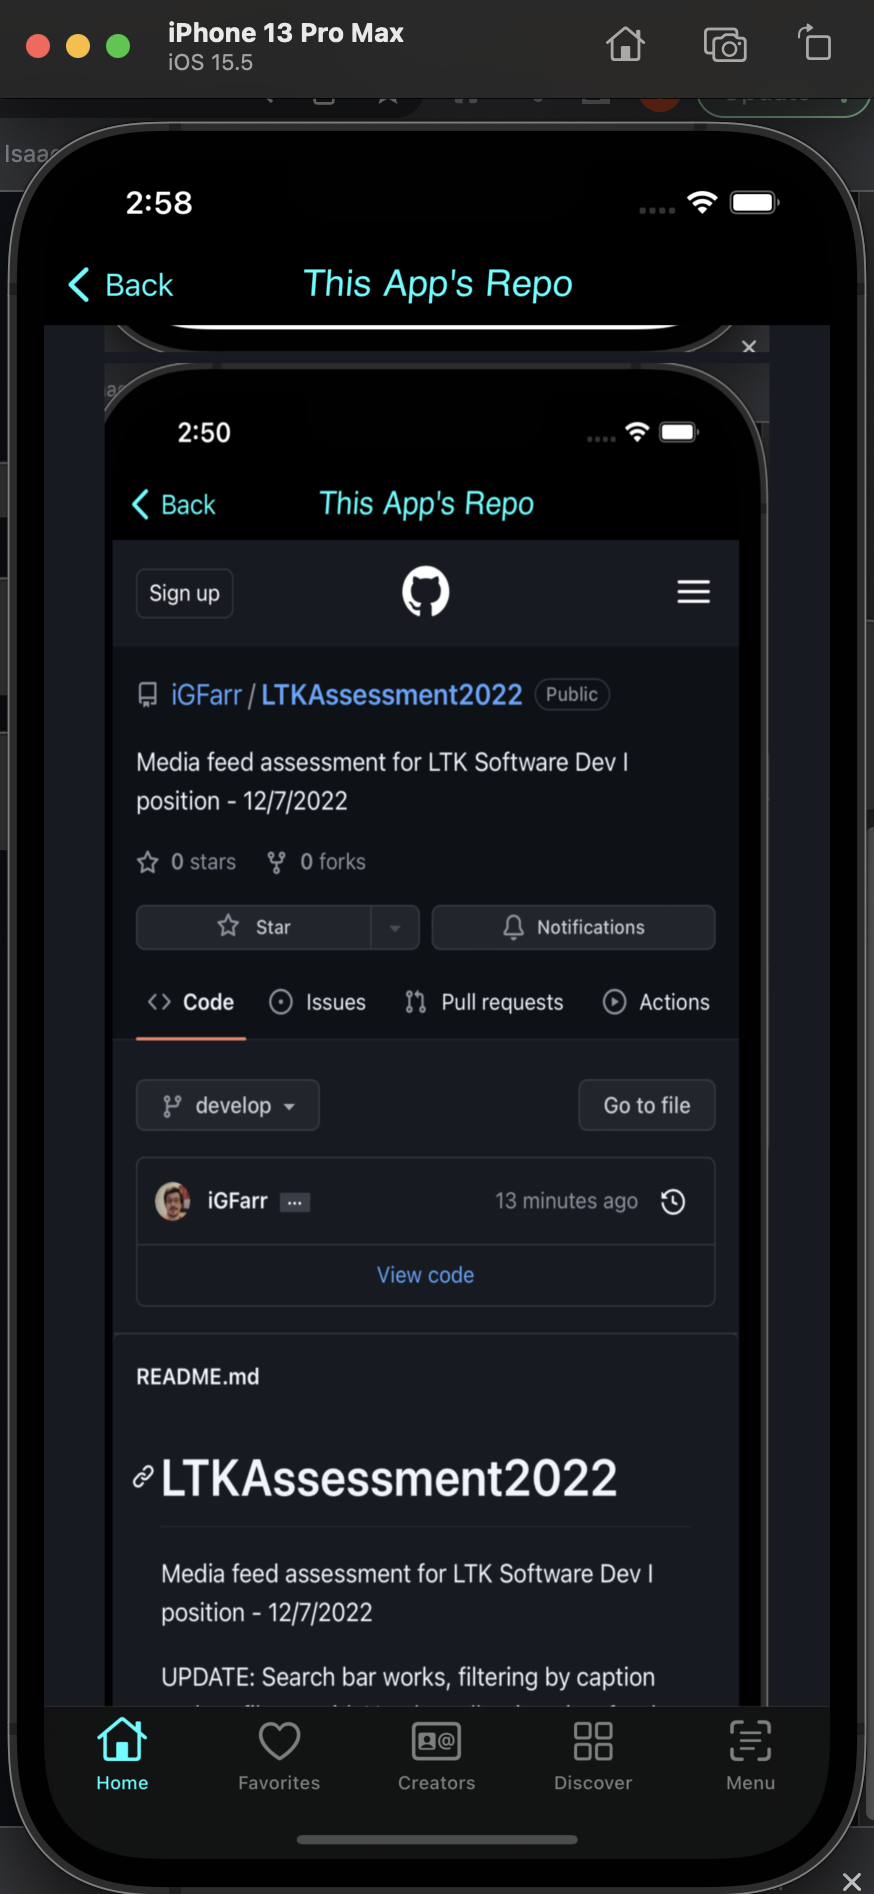 iPhone 13 Pro Max
iOS 15.5
2:58
Back
This App's Repo
2:50
Back
This App's Repo
Sign up
iGFarr / LTKAssessment2022 Public
Media feed assessment for LTK Software Dev I
position - 12/7/2022
0 stars 0 forks
Star
Notifications
Code Issues Pull requests Actions
develop
Go to file
iGFarr ... 13 minutes ago
View code
README.md
LTKAssessment2022
Media feed assessment for LTK Software Dev I
position - 12/7/2022
UPDATE: Search bar works, filtering by caption
Home Favorites Creators Discover Menu